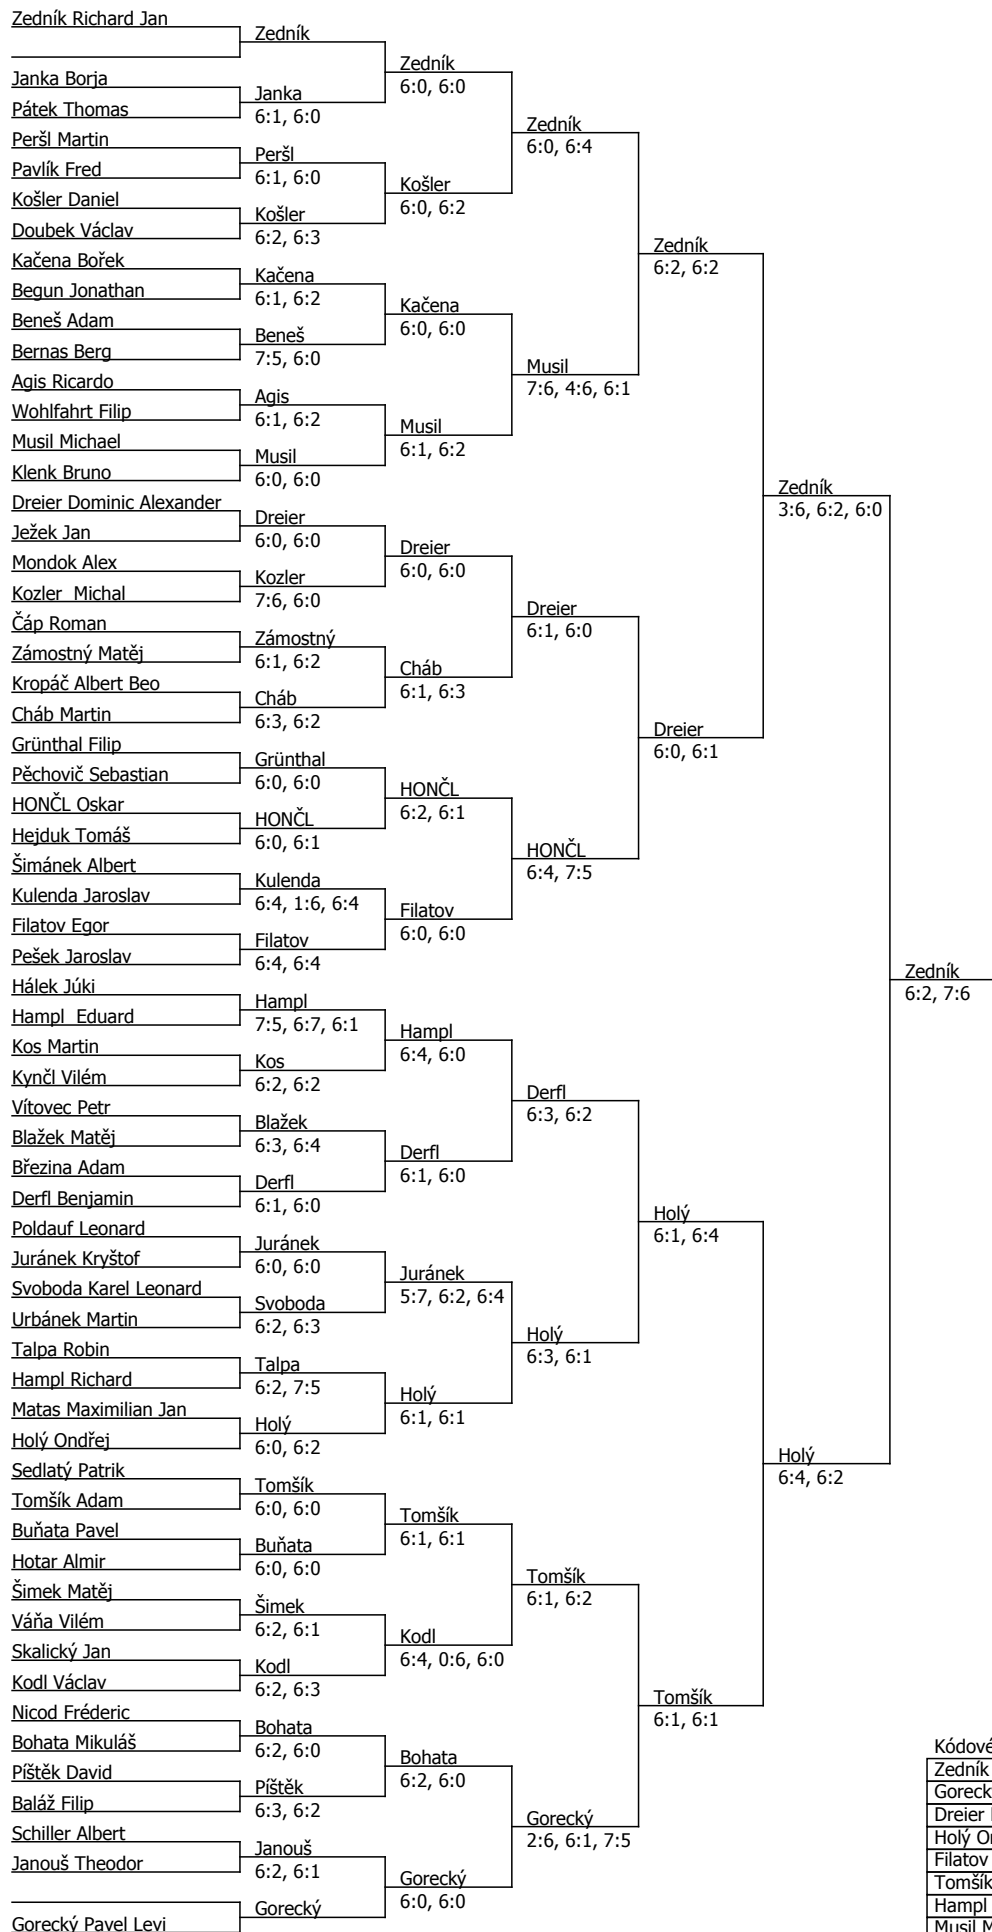 Zedník Richard Jan
Janka Borja
Pátek Thomas
Peršl Martin
Pavlík Fred
Košler Daniel
Doubek Václav
Kačena Bořek
Begun Jonathan
Beneš Adam
Bernas Berg
Agis Ricardo
Wohlfahrt Filip
Musil Michael
Klenk Bruno
Dreier Dominic Alexander
Ježek Jan
Mondok Alex
Kozler  Michal
Čáp Roman
Zámostný Matěj
Kropáč Albert Beo
Cháb Martin
Grünthal Filip
Pěchovič Sebastian
HONČL Oskar
Hejduk Tomáš
Šimánek Albert
Kulenda Jaroslav
Filatov Egor
Pešek Jaroslav
Hálek Júki
Hampl  Eduard
Kos Martin
Kynčl Vilém
Vítovec Petr
Blažek Matěj
Březina Adam
Derfl Benjamin
Poldauf Leonard
Juránek Kryštof
Svoboda Karel Leonard
Urbánek Martin
Talpa Robin
Hampl Richard
Matas Maximilian Jan
Holý Ondřej
Sedlatý Patrik
Tomšík Adam
Buňata Pavel
Hotar Almir
Šimek Matěj
Váňa Vilém
Skalický Jan
Kodl Václav
Nicod Fréderic
Bohata Mikuláš
Píštěk David
Baláž Filip
Schiller Albert
Janouš Theodor
Gorecký Pavel Levi
Zedník
Janka
6:1, 6:0
Peršl
6:1, 6:0
Košler
6:2, 6:3
Kačena
6:1, 6:2
Beneš
7:5, 6:0
Agis
6:1, 6:2
Musil
6:0, 6:0
Dreier
6:0, 6:0
Kozler
7:6, 6:0
Zámostný
6:1, 6:2
Cháb
6:3, 6:2
Grünthal
6:0, 6:0
HONČL
6:0, 6:1
Kulenda
6:4, 1:6, 6:4
Filatov
6:4, 6:4
Hampl
7:5, 6:7, 6:1
Kos
6:2, 6:2
Blažek
6:3, 6:4
Derfl
6:1, 6:0
Juránek
6:0, 6:0
Svoboda
6:2, 6:3
Talpa
6:2, 7:5
Holý
6:0, 6:2
Tomšík
6:0, 6:0
Buňata
6:0, 6:0
Šimek
6:2, 6:1
Kodl
6:2, 6:3
Bohata
6:2, 6:0
Píštěk
6:3, 6:2
Janouš
6:2, 6:1
Gorecký
Zedník
6:0, 6:0
Košler
6:0, 6:2
Kačena
6:0, 6:0
Musil
6:1, 6:2
Dreier
6:0, 6:0
Cháb
6:1, 6:3
HONČL
6:2, 6:1
Filatov
6:0, 6:0
Hampl
6:4, 6:0
Derfl
6:1, 6:0
Juránek
5:7, 6:2, 6:4
Holý
6:1, 6:1
Tomšík
6:1, 6:1
Kodl
6:4, 0:6, 6:0
Bohata
6:2, 6:0
Gorecký
6:0, 6:0
Zedník
6:0, 6:4
Musil
7:6, 4:6, 6:1
Dreier
6:1, 6:0
HONČL
6:4, 7:5
Derfl
6:3, 6:2
Holý
6:3, 6:1
Tomšík
6:1, 6:2
Gorecký
2:6, 6:1, 7:5
Zedník
6:2, 6:2
Dreier
6:0, 6:1
Holý
6:1, 6:4
Tomšík
6:1, 6:1
Zedník
3:6, 6:2, 6:0
Holý
6:4, 6:2
Zedník
6:2, 7:6
Kódové
Zedník
Goreck
Dreier
Holý
Filatov
Tomšík
Hampl
Musil